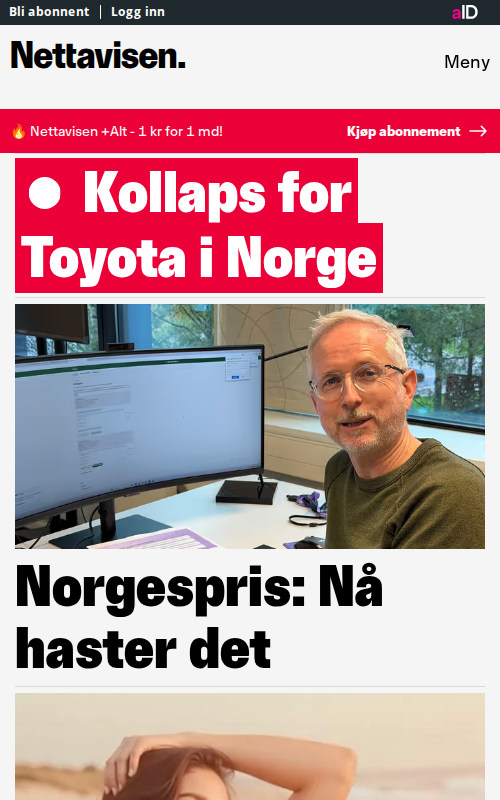 Bli abonnent | Logg inn
aID
Nettavisen.
Meny
🔥 Nettavisen +Alt - 1 kr for 1 md!
Kjøp abonnement →
● Kollaps for
Toyota i Norge
Norgespris: Nå
haster det